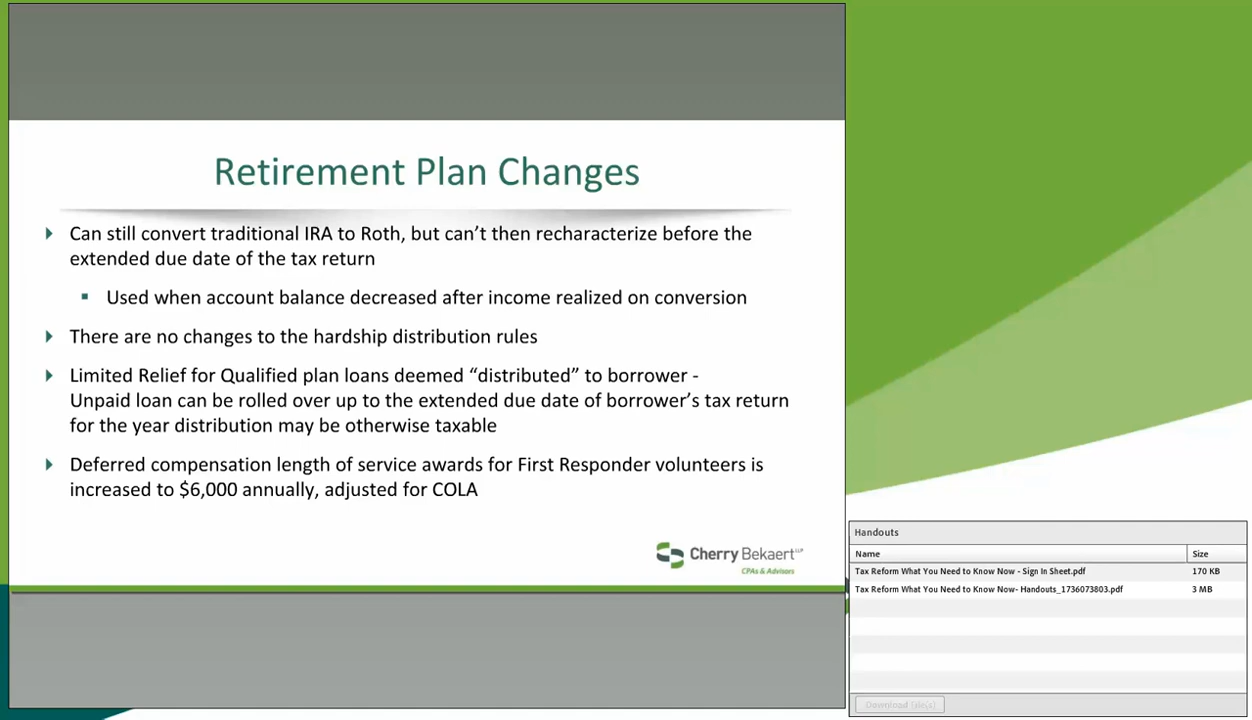 Retirement Plan Changes
Can still convert traditional IRA to Roth, but can’t then recharacterize before the
extended due date of the tax return
Used when account balance decreased after income realized on conversion
There are no changes to the hardship distribution rules
Limited Relief for Qualified plan loans deemed “distributed” to borrower -
Unpaid loan can be rolled over up to the extended due date of borrower’s tax return
for the year distribution may be otherwise taxable
Deferred compensation length of service awards for First Responder volunteers is
increased to $6,000 annually, adjusted for COLA
Cherry Bekaert LLP
CPAs & Advisors
Handouts
Name Size
Tax Reform What You Need to Know Now - Sign In Sheet.pdf 170 KB
Tax Reform What You Need to Know Now- Handouts_1736073803.pdf 3 MB
Download File(s)